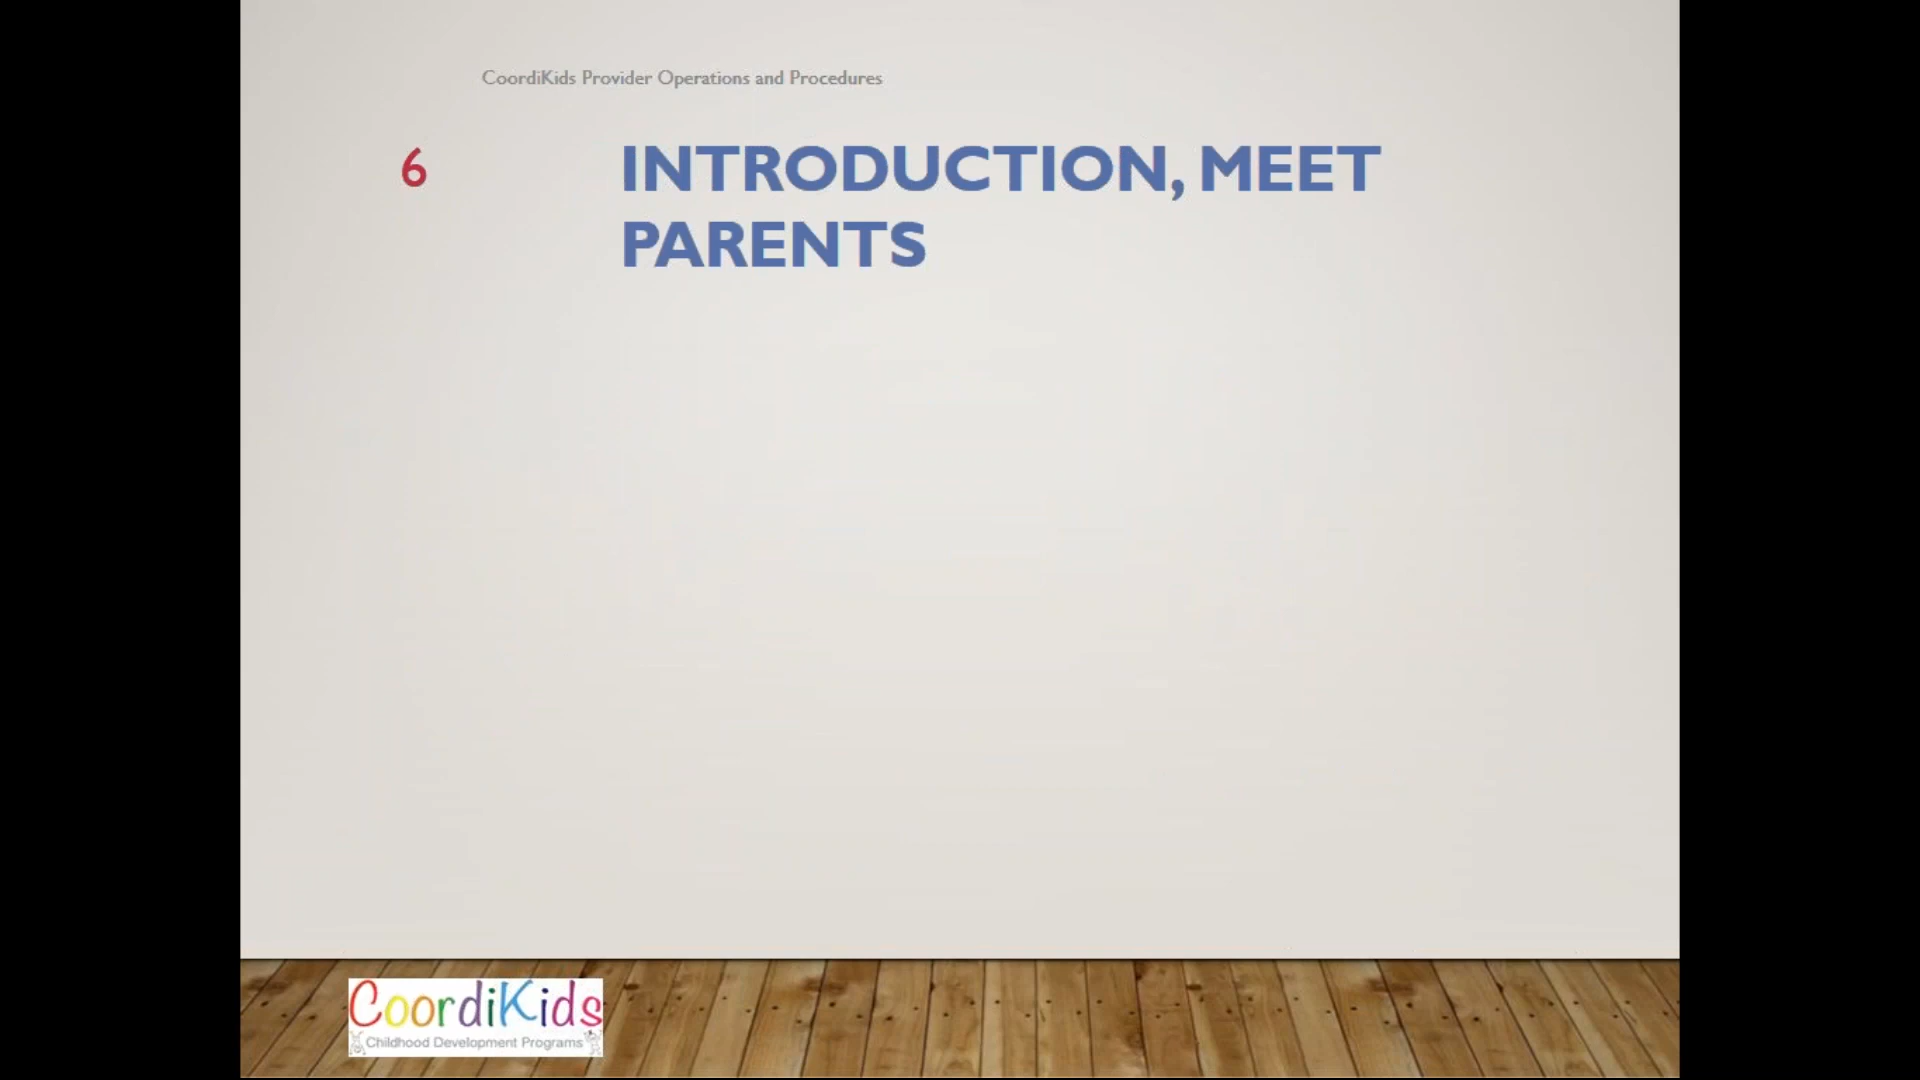 CoordiKids Provider Operations and Procedures
6
INTRODUCTION, MEET
PARENTS
CoordiKids
Childhood Development Programs